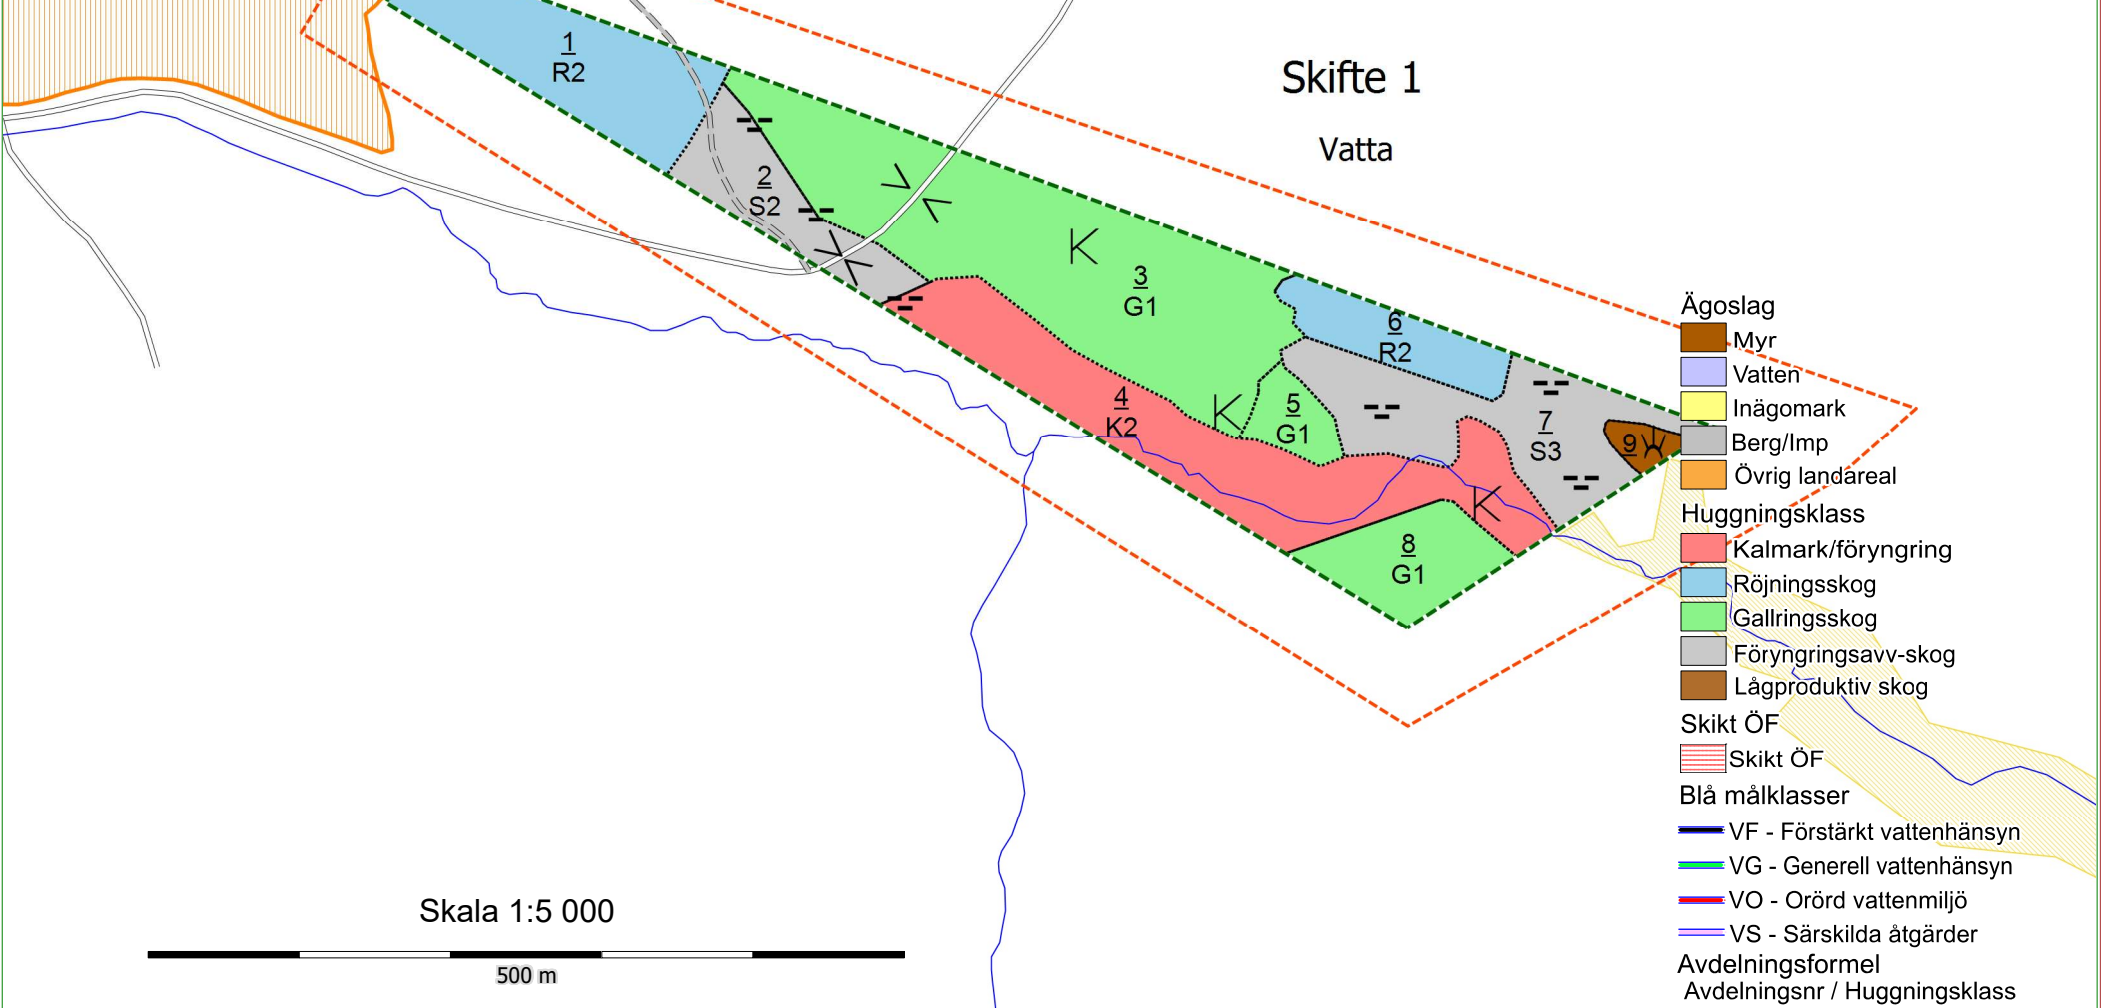 Skifte 1
Vatta
1
R2
2
S2
K
3
G1
6
R2
4
K2
K
5
G1
7
S3
9
K
8
G1
Ägoslag
Myr
Vatten
Inägomark
Berg/Imp
Övrig landareal
Huggningsklass
Kalmark/föryngring
Röjningsskog
Gallringsskog
Föryngringsavv-skog
Lågproduktiv skog
Skikt ÖF
Skikt ÖF
Blå målklasser
VF - Förstärkt vattenhänsyn
VG - Generell vattenhänsyn
VO - Orörd vattenmiljö
VS - Särskilda åtgärder
Avdelningsformel
Avdelningsnr / Huggningsklass
Skala 1:5 000
500 m